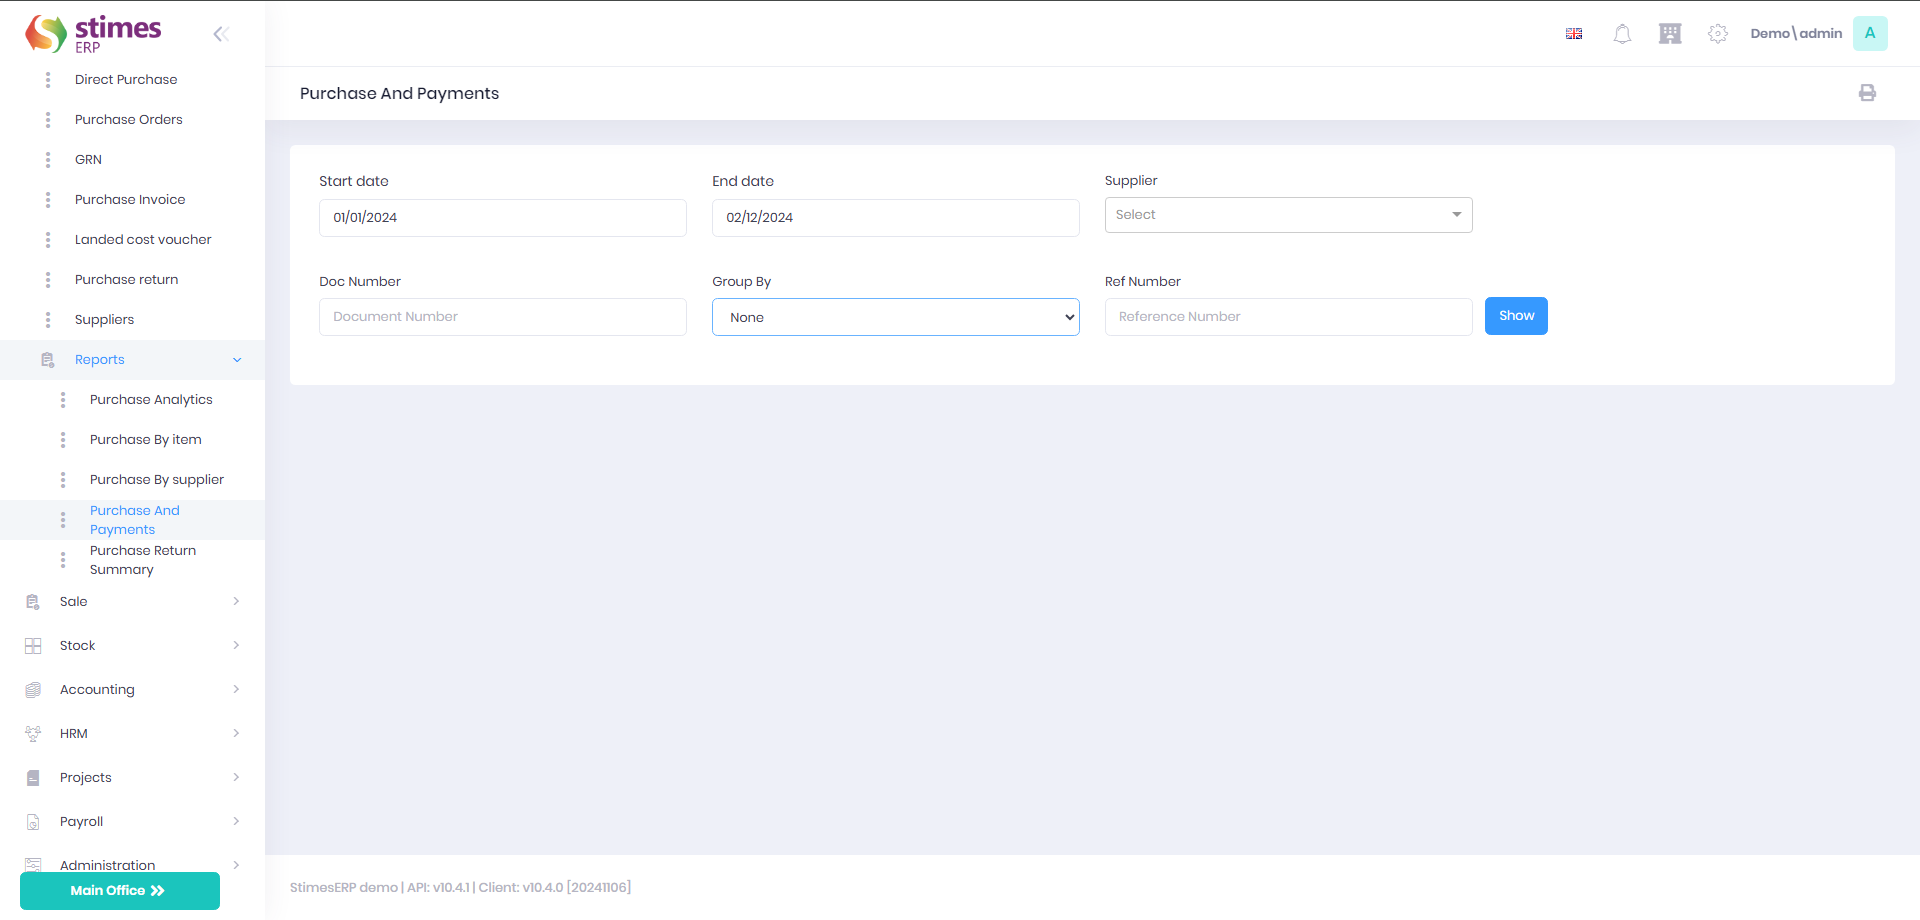 stimes
ERP
Demo\admin
A
Direct Purchase
Purchase Orders
GRN
Purchase Invoice
Landed cost voucher
Purchase return
Suppliers
Reports
Purchase Analytics
Purchase By item
Purchase By supplier
Purchase And
Payments
Purchase Return
Summary
Sale
Stock
Accounting
HRM
Projects
Payroll
Administration
Main Office
Purchase And Payments
Start date
End date
Supplier
01/01/2024
02/12/2024
Select
Doc Number
Group By
Ref Number
Document Number
None
Reference Number
Show
StimesERP demo | API: v10.4.1 | Client: v10.4.0 [20241106]